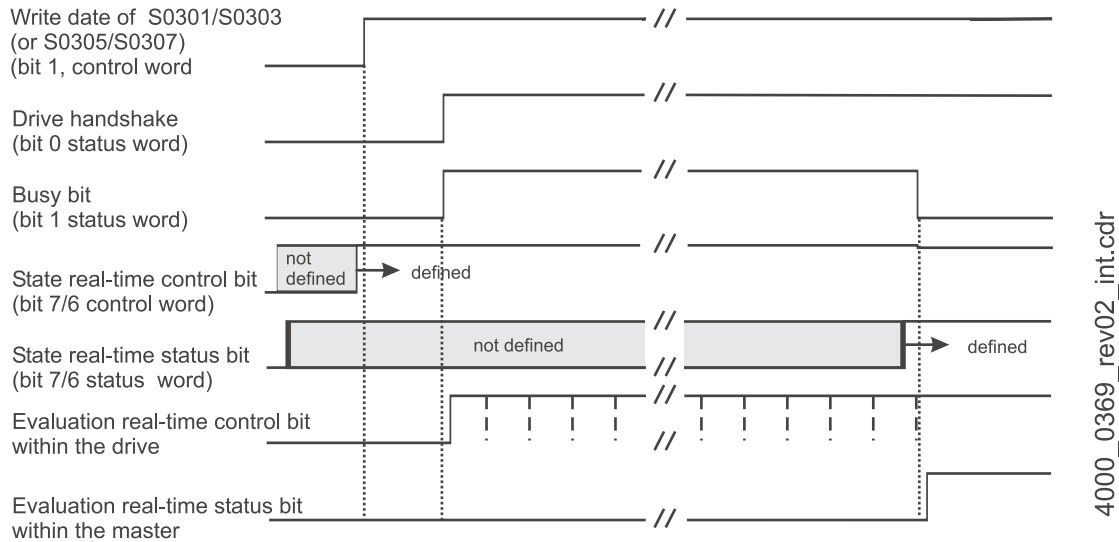 Write date of S0301/S0303
(or S0305/S0307)
(bit 1, control word
//
Drive handshake
(bit 0 status word)
//
Busy bit
(bit 1 status word)
//
State real-time control bit
(bit 7/6 control word)
not
defined
defined
//
State real-time status bit
(bit 7/6 status word)
not defined
//
//
defined
Evaluation real-time control bit
within the drive
//
//
Evaluation real-time status bit
within the master
//
4000_0369_rev02_int.cdr